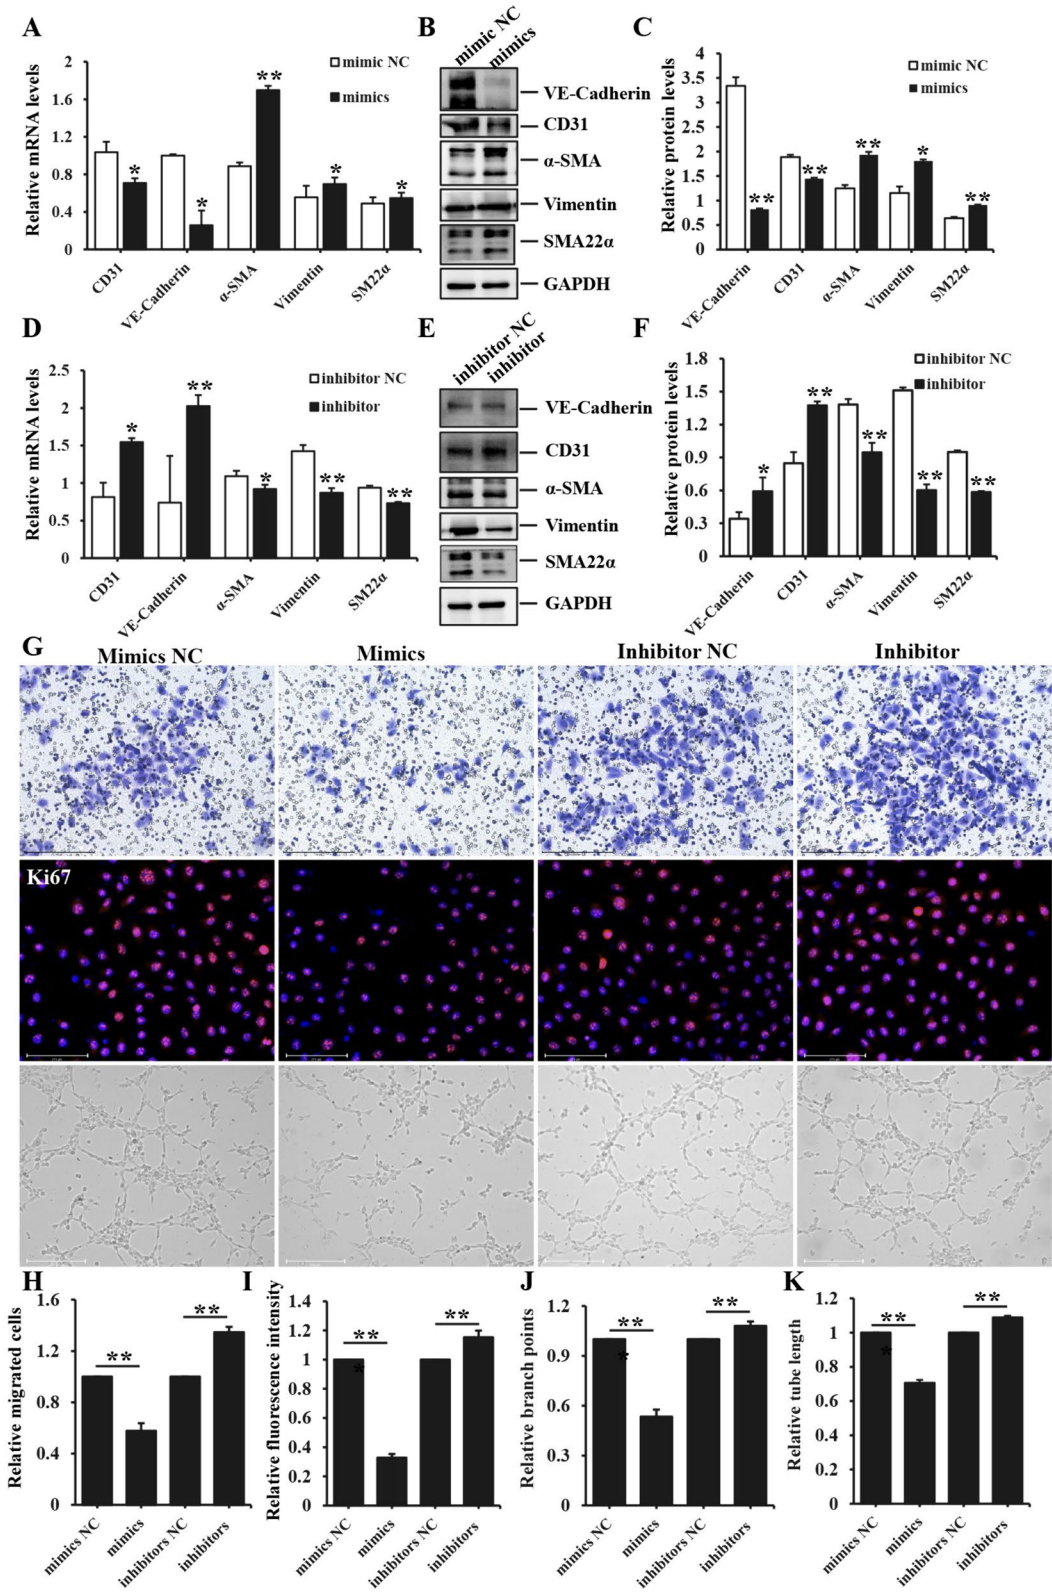 A
Relative mRNA levels
2
1.6
1.2
0.8
0.4
0
mimic NC
mimics
*
*
**
*
*
CD31
VE-Cadherin
α-SMA
Vimentin
SM22α
B
mimic NC
mimics
VE-Cadherin
CD31
α-SMA
Vimentin
SMA22α
GAPDH
C
Relative protein levels
4
3.5
3
2.5
2
1.5
1
0.5
0
mimic NC
mimics
**
**
**
*
**
VE-Cadherin
CD31
α-SMA
Vimentin
SM22α
D
Relative mRNA levels
2.5
2
1.5
1
0.5
0
inhibitor NC
inhibitor
*
**
*
**
**
CD31
VE-Cadherin
α-SMA
Vimentin
SM22α
E
inhibitor NC
inhibitor
VE-Cadherin
CD31
α-SMA
Vimentin
SMA22α
GAPDH
F
Relative protein levels
1.8
1.5
1.2
0.9
0.6
0.3
0
inhibitor NC
inhibitor
*
**
**
**
**
VE-Cadherin
CD31
α-SMA
Vimentin
SM22α
G
Mimics NC
Mimics
Inhibitor NC
Inhibitor
Ki67
H
Relative migrated cells
1.6
1.2
0.8
0.4
0
**
**
mimics NC
mimics
inhibitors NC
inhibitors
I
Relative fluorescence intensity
1.4
1.2
1
0.8
0.6
0.4
0.2
0
**
**
*
mimics NC
mimics
inhibitors NC
inhibitors
J
Relative branch points
1.2
0.9
0.6
0.3
0
**
**
*
mimics NC
mimics
inhibitors NC
inhibitors
K
Relative tube length
1.2
1
0.8
0.6
0.4
0.2
0
**
**
*
mimics NC
mimics
inhibitors NC
inhibitors